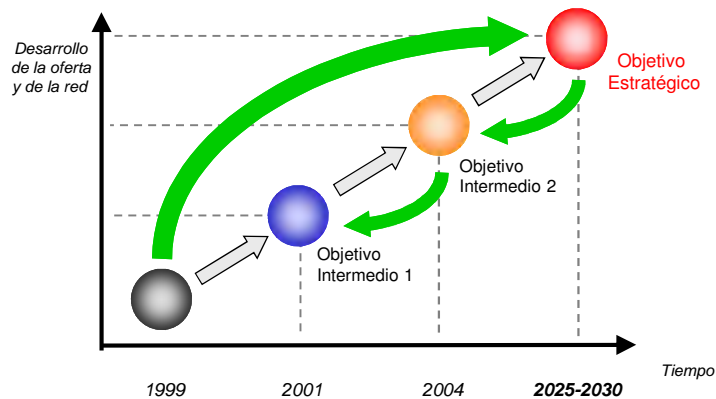 Desarrollo
de la oferta
y de la red
Objetivo
Estratégico
Objetivo
Intermedio 2
Objetivo
Intermedio 1
Tiempo
1999
2001
2004
2025-2030